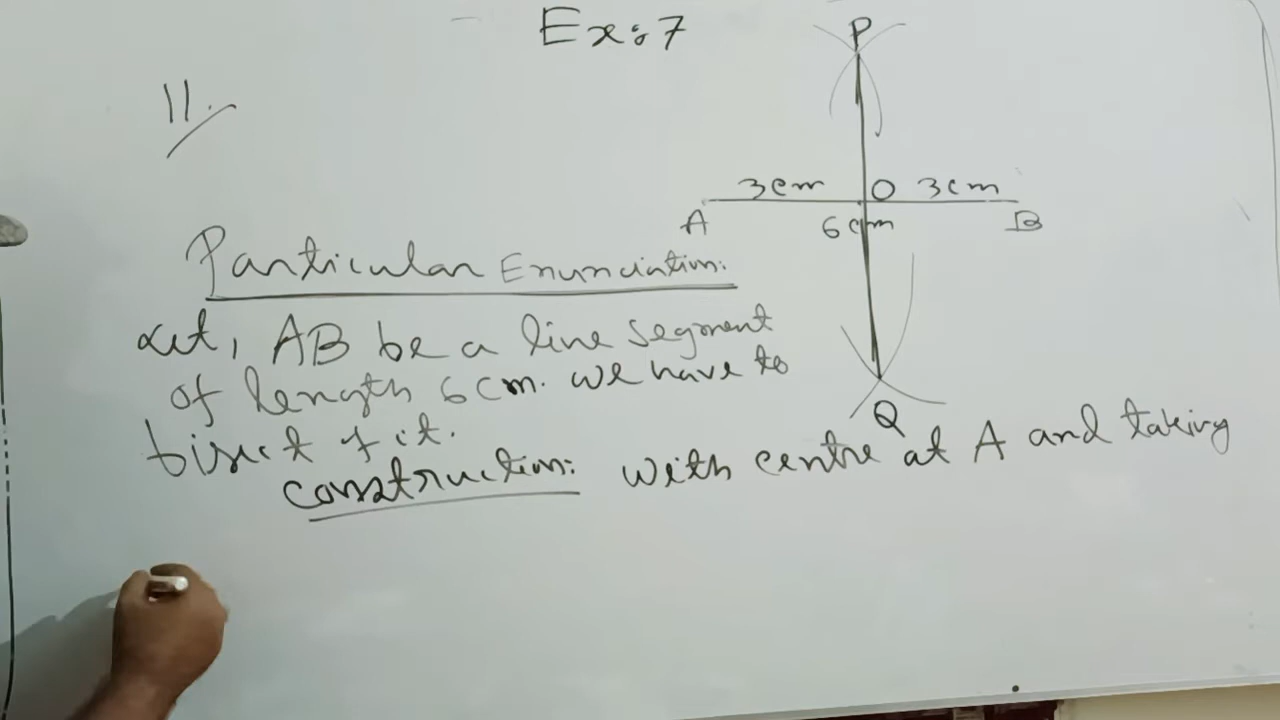 Ex:7
11.
P
3cm O 3cm
A 6cm B
Particular Enunciation:
Let, AB be a line segment
of length 6cm. we have to
bisect of it.
Q
construction: with centre at A and taking